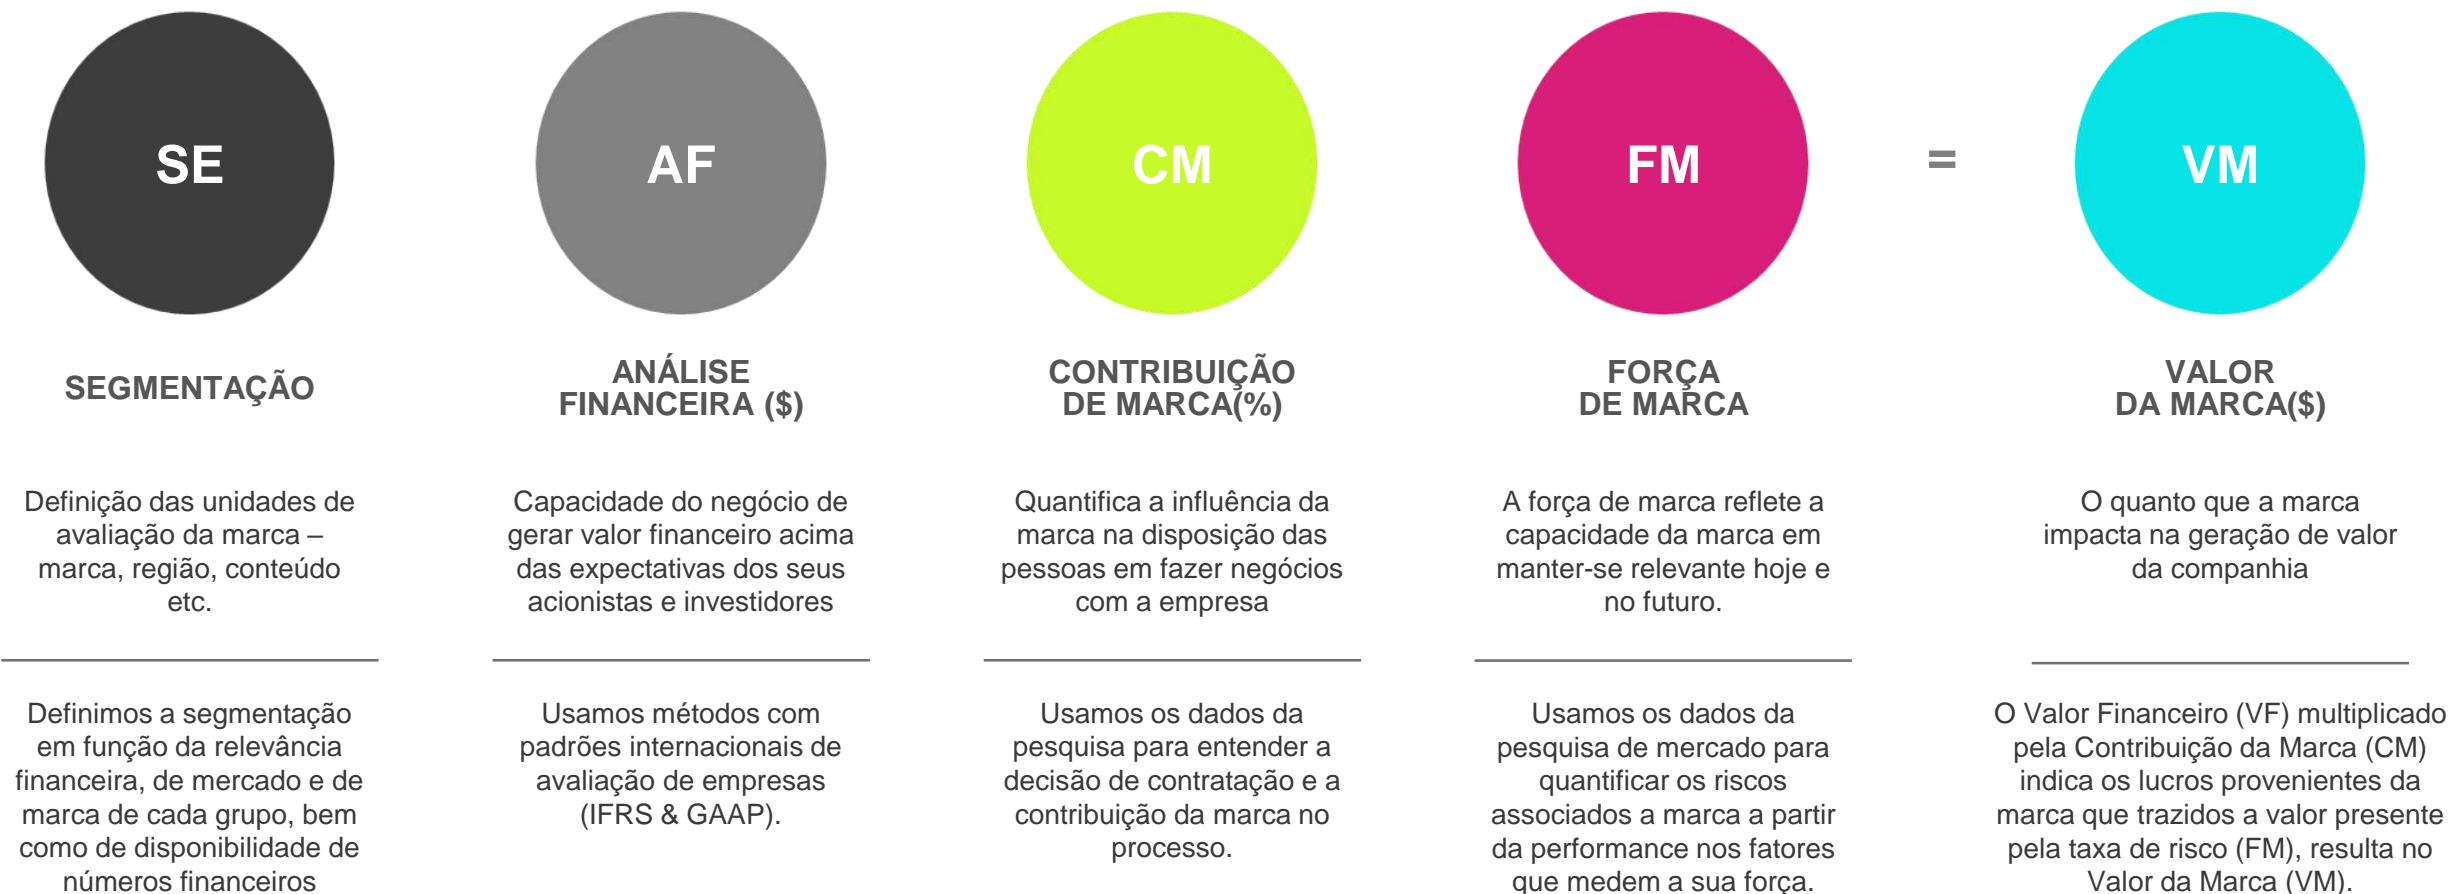 SE
AF
CM
FM
=
VM
SEGMENTAÇÃO
ANÁLISE
FINANCEIRA ($)
CONTRIBUIÇÃO
DE MARCA(%)
FORÇA
DE MARCA
VALOR
DA MARCA($)
Definição das unidades de
avaliação da marca –
marca, região, conteúdo
etc.
Capacidade do negócio de
gerar valor financeiro acima
das expectativas dos seus
acionistas e investidores
Quantifica a influência da
marca na disposição das
pessoas em fazer negócios
com a empresa
A força de marca reflete a
capacidade da marca em
manter-se relevante hoje e
no futuro.
O quanto que a marca
impacta na geração de valor
da companhia
Definimos a segmentação
em função da relevância
financeira, de mercado e de
marca de cada grupo, bem
como de disponibilidade de
números financeiros
Usamos métodos com
padrões internacionais de
avaliação de empresas
(IFRS & GAAP).
Usamos os dados da
pesquisa para entender a
decisão de contratação e a
contribuição da marca no
processo.
Usamos os dados da
pesquisa de mercado para
quantificar os riscos
associados a marca a partir
da performance nos fatores
que medem a sua força.
O Valor Financeiro (VF) multiplicado
pela Contribuição da Marca (CM)
indica os lucros provenientes da
marca que trazidos a valor presente
pela taxa de risco (FM), resulta no
Valor da Marca (VM).